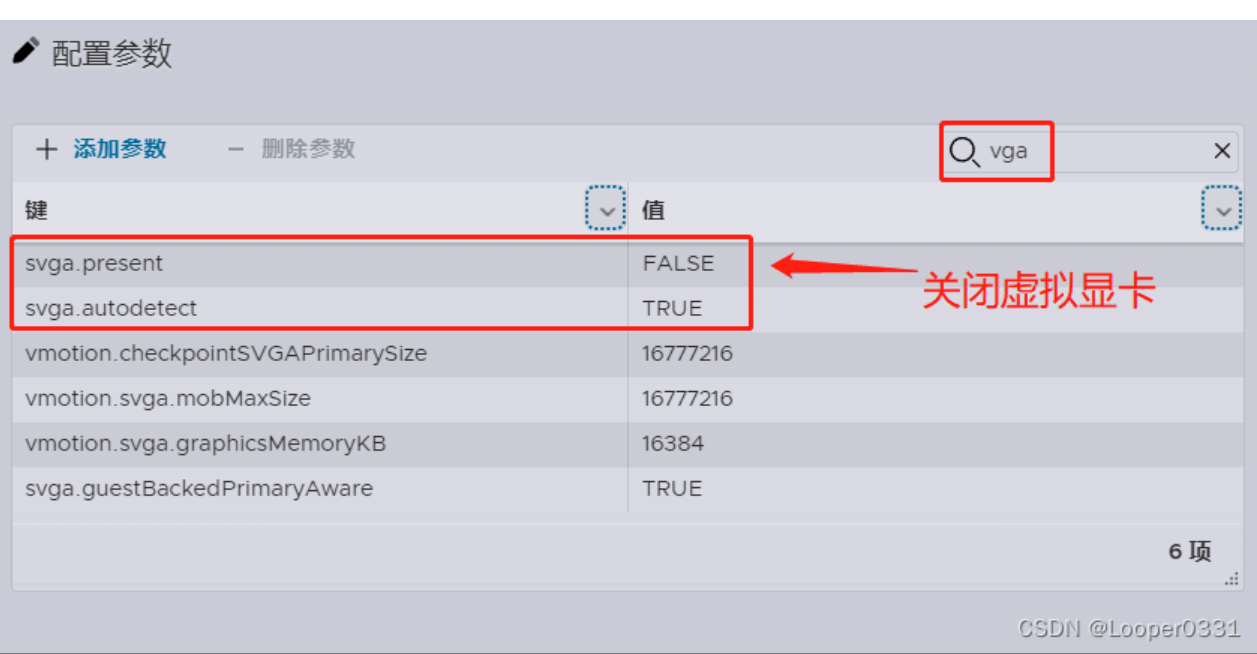 配置参数
添加参数 删除参数 vga
键 值
svga.present FALSE
svga.autodetect TRUE
关闭虚拟显卡
vmotion.checkpointSVGAPrimarySize 16777216
vmotion.svga.mobMaxSize 16777216
vmotion.svga.graphicsMemoryKB 16384
svga.guestBackedPrimaryAware TRUE
6 项
CSDN @Looper0331